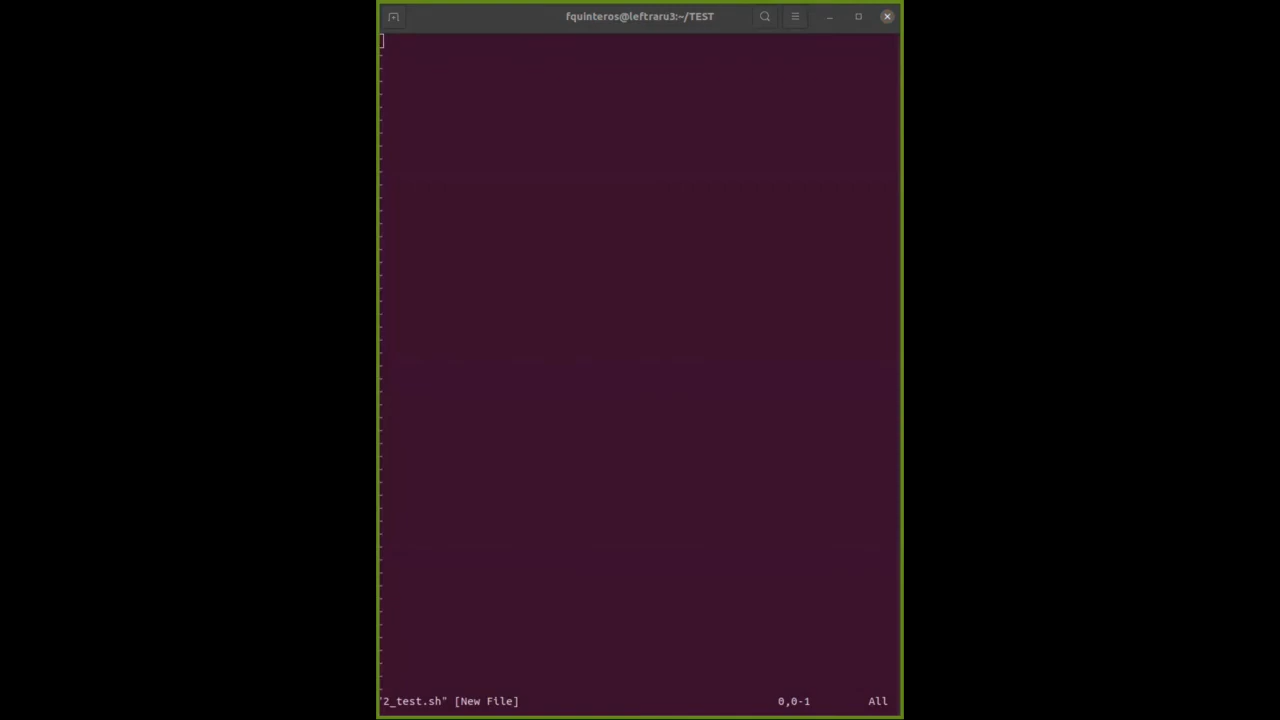 fquinteros@leftraru3:~/TEST
"2_test.sh" [New File] 0,0-1 All